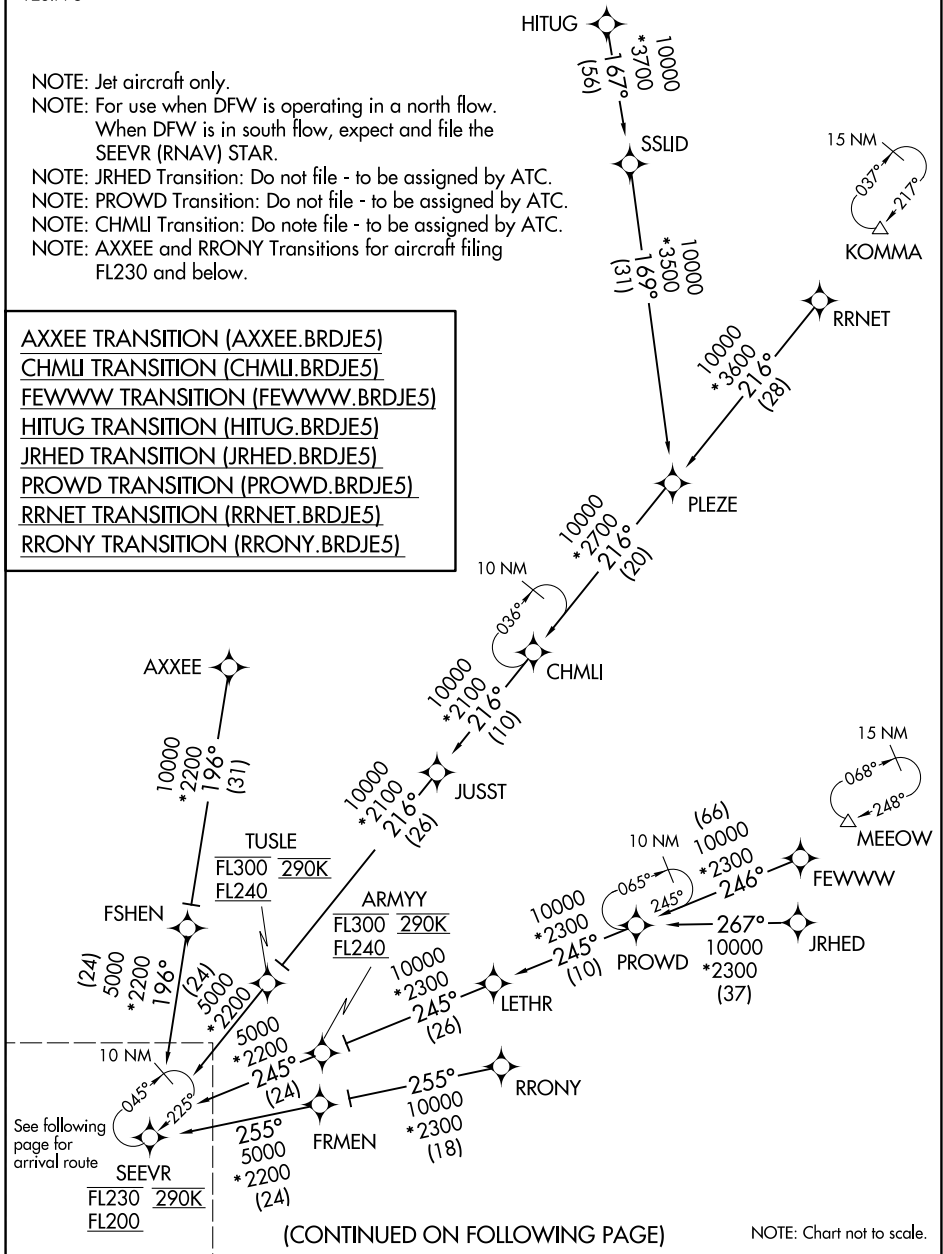 HITUG
10000
*3700
167°
(56)
NOTE: Jet aircraft only.
NOTE: For use when DFW is operating in a north flow.
When DFW is in south flow, expect and file the
SEEVR (RNAV) STAR.
NOTE: JRHED Transition: Do not file - to be assigned by ATC.
NOTE: PROWD Transition: Do not file - to be assigned by ATC.
NOTE: CHMLI Transition: Do note file - to be assigned by ATC.
NOTE: AXXEE and RRONY Transitions for aircraft filing
FL230 and below.
SSLID
15 NM
037°
217°
KOMMA
10000
*3500
169°
(31)
RRNET
10000
*3600
216°
(28)
AXXEE TRANSITION (AXXEE.BRDJE5)
CHMLI TRANSITION (CHMLI.BRDJE5)
FEWWW TRANSITION (FEWWW.BRDJE5)
HITUG TRANSITION (HITUG.BRDJE5)
JRHED TRANSITION (JRHED.BRDJE5)
PROWD TRANSITION (PROWD.BRDJE5)
RRNET TRANSITION (RRNET.BRDJE5)
RRONY TRANSITION (RRONY.BRDJE5)
PLEZE
10000
*2700
216°
(20)
10 NM
036°
CHMLI
AXXEE
10000
*2100
216°
(10)
10000
*2200
196°
(31)
JUSST
15 NM
068°
248°
MEEOW
10000
*2100
216°
(26)
TUSLE
FL300 290K
FL240
(66)
10000
*2300
246°
10 NM
065°
245°
FEWWW
FSHEN
ARMYY
FL300 290K
FL240
10000
*2300
245°
(10)
PROWD
267°
10000
*2300
(37)
JRHED
(24)
5000
*2200
196°
(24)
5000
*2200
10000
*2300
245°
(26)
LETHR
5000
*2200
245°
(24)
10 NM
045°
225°
RRONY
255°
10000
*2300
(18)
FRMEN
255°
5000
*2200
(24)
See following
page for
arrival route
SEEVR
FL230 290K
FL200
(CONTINUED ON FOLLOWING PAGE)
NOTE: Chart not to scale.